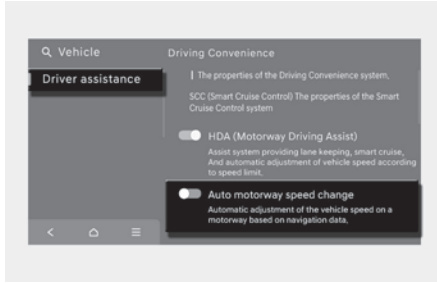 Vehicle
Driving Convenience
Driver assistance
The properties of the Driving Convenience system.
SCC (Smart Cruise Control) The properties of the Smart
Cruise Control system
HDA (Motorway Driving Assist)
Assist system providing lane keeping, smart cruise,
And automatic adjustment of vehicle speed according
to speed limit.
Auto motorway speed change
Automatic adjustment of the vehicle speed on a
motorway based on navigation data.